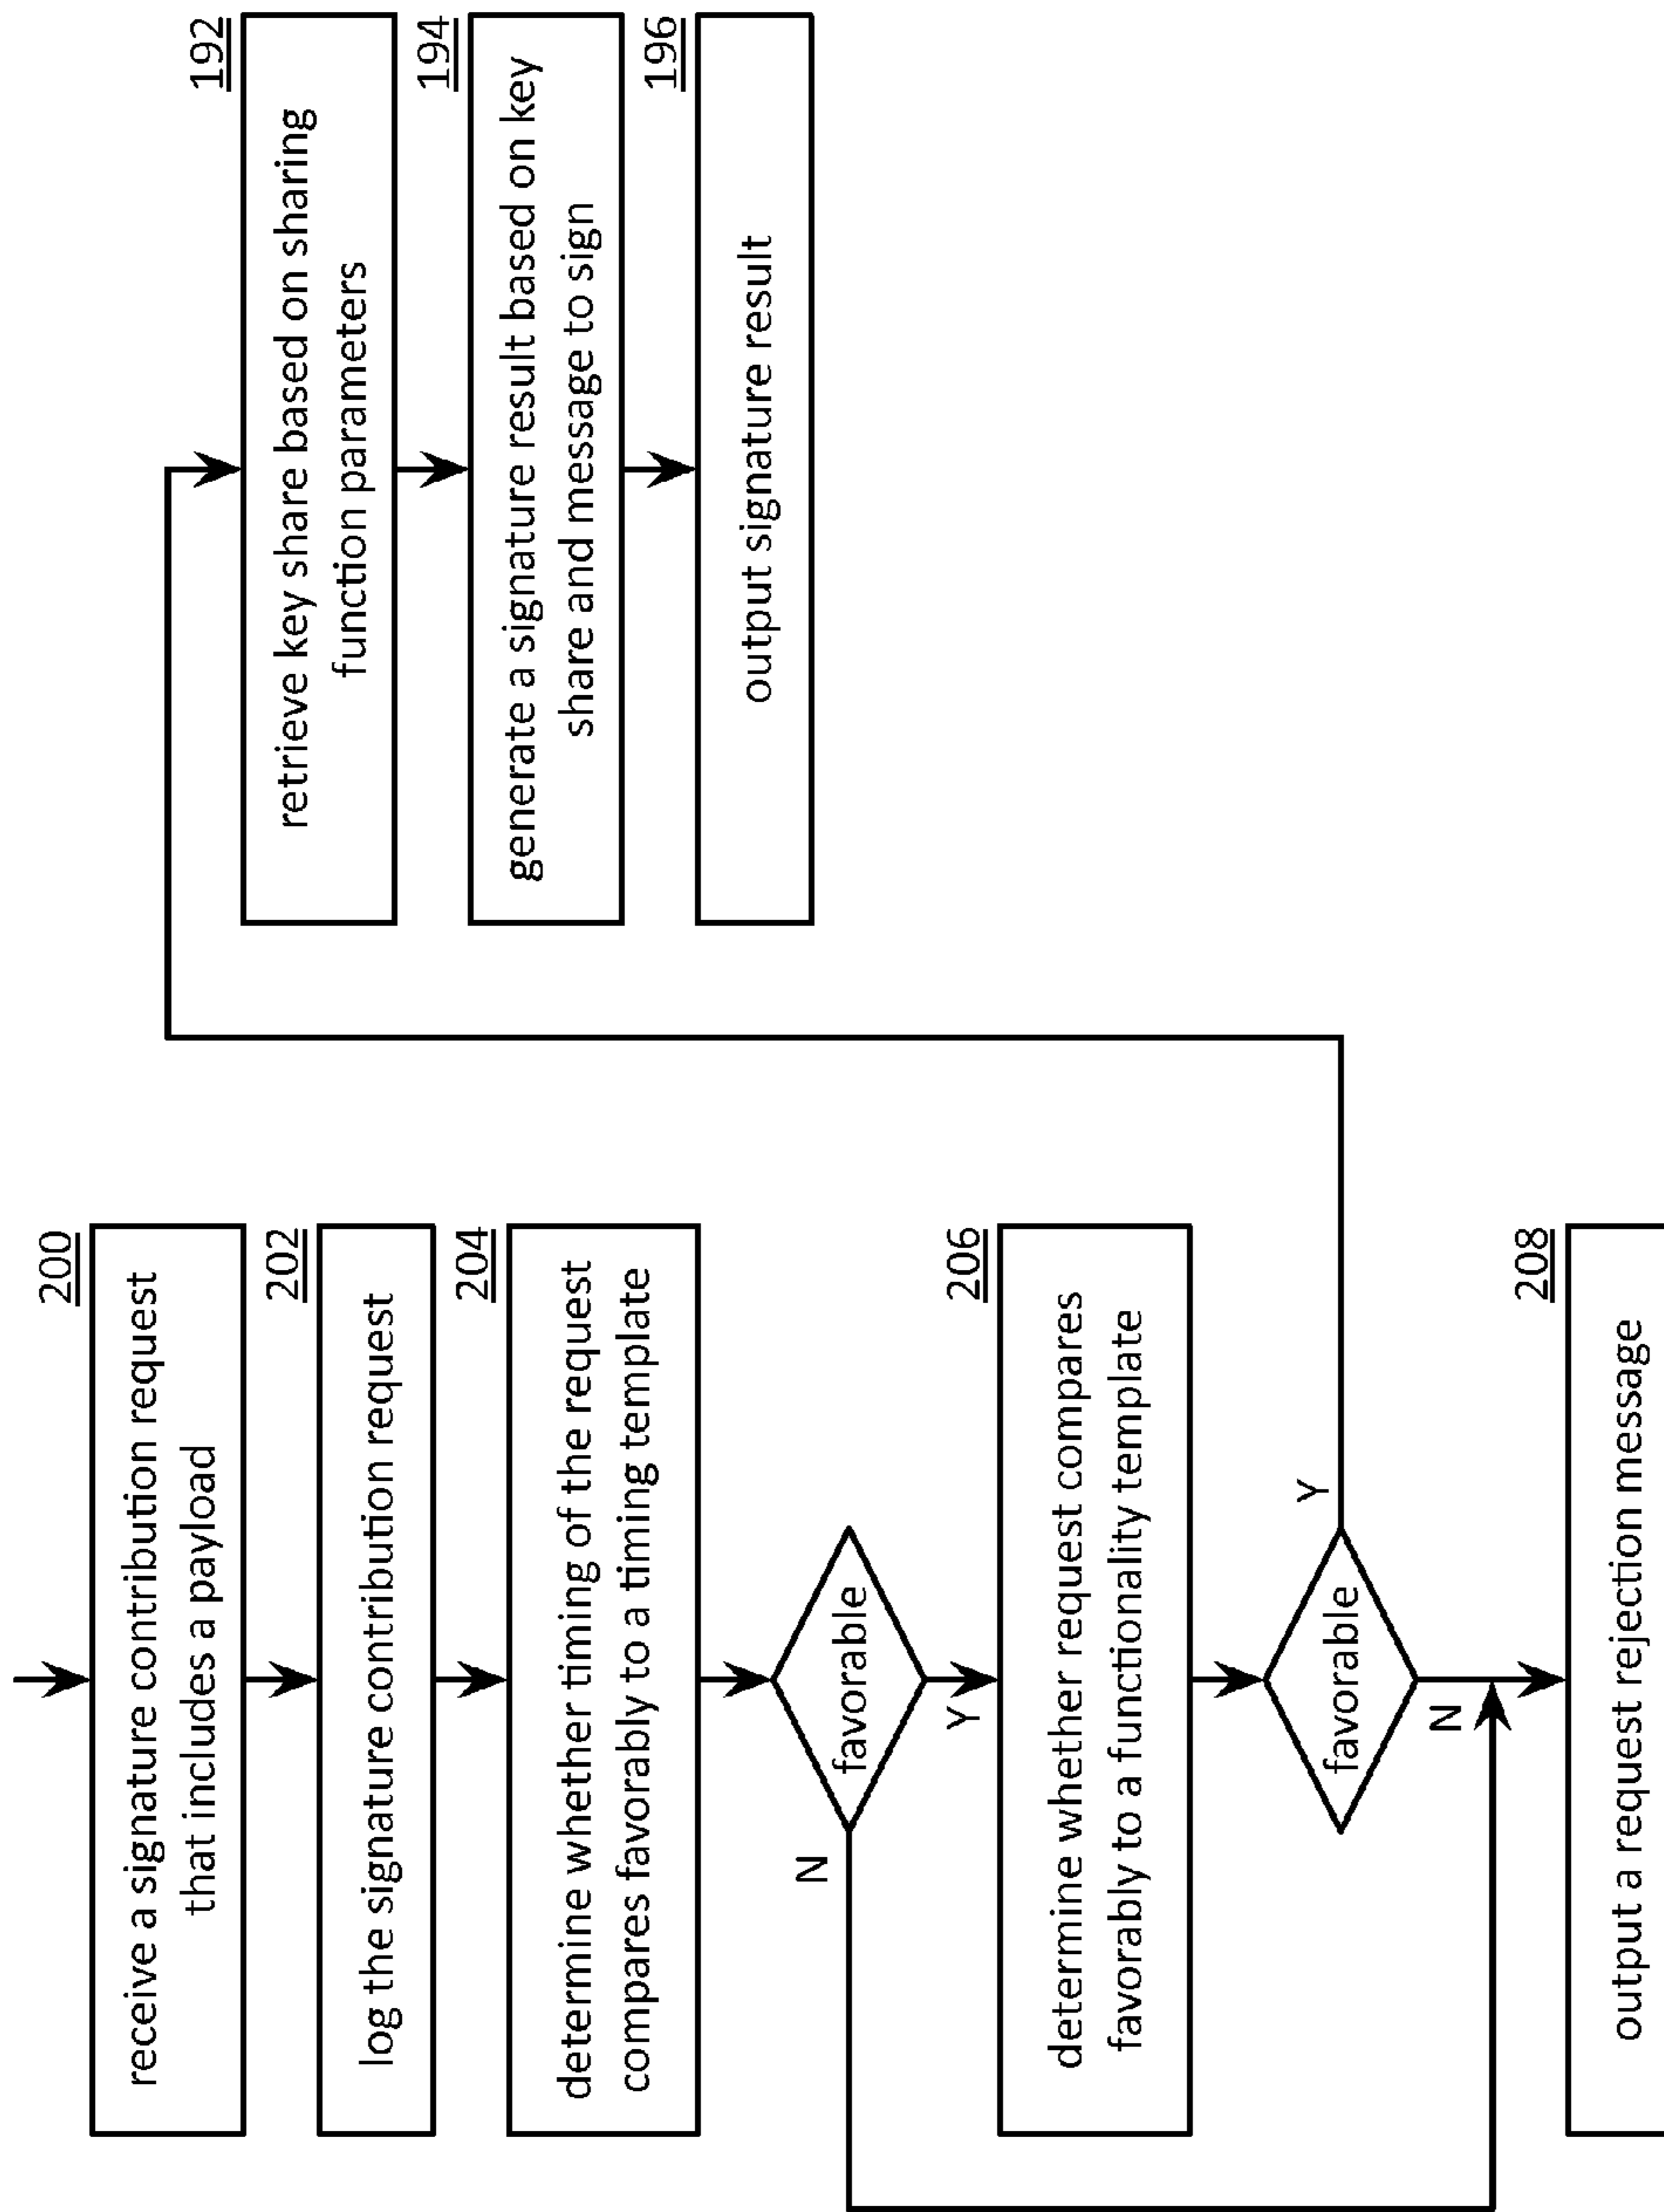 200
receive a signature contribution request
that includes a payload
202
log the signature contribution request
204
determine whether timing of the request
compares favorably to a timing template
favorable
N
Y
206
determine whether request compares
favorably to a functionality template
favorable
Y
N
208
output a request rejection message
192
retrieve key share based on sharing
function parameters
194
generate a signature result based on key
share and message to sign
196
output signature result